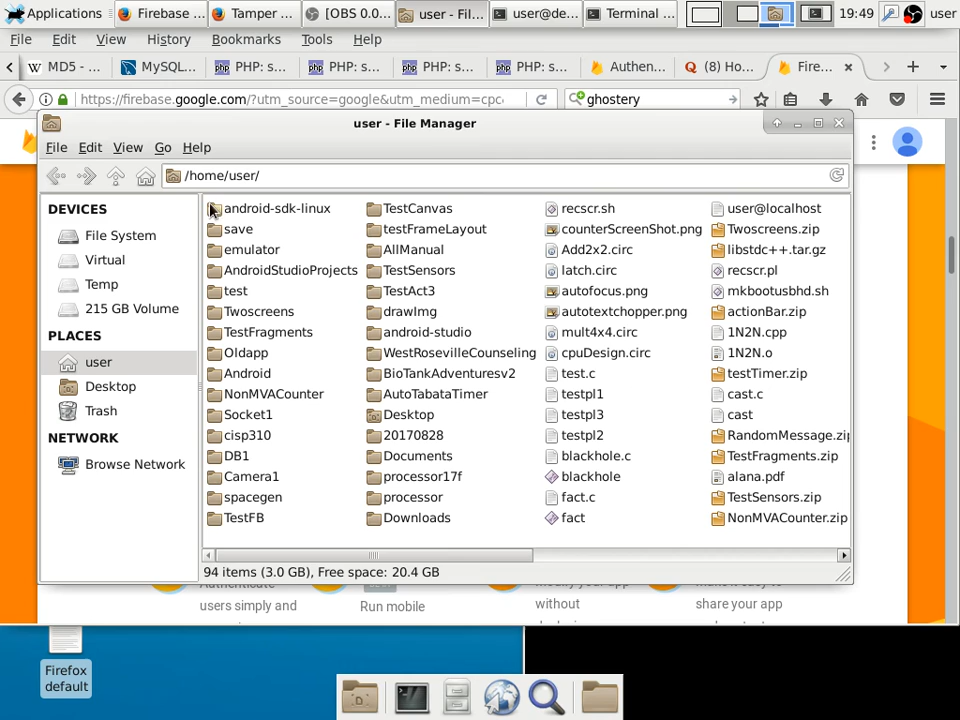 Applications
Firebase ...
Tamper ...
[OBS 0.0...
user - Fil...
user@de...
Terminal ...
19:49
user
File Edit View History Bookmarks Tools Help
MD5 - ...
MySQL...
PHP: s...
PHP: s...
PHP: s...
PHP: s...
Authen...
(8) Ho...
Fire...
https://firebase.google.com/?utm_source=google&utm_medium=cpc
ghostery
user - File Manager
File Edit View Go Help
/home/user/
DEVICES
File System
Virtual
Temp
215 GB Volume
PLACES
user
Desktop
Trash
NETWORK
Browse Network
android-sdk-linux
save
emulator
AndroidStudioProjects
test
Twoscreens
TestFragments
Oldapp
Android
NonMVACounter
Socket1
cisp310
DB1
Camera1
spacegen
TestFB
TestCanvas
testFrameLayout
AllManual
TestSensors
TestAct3
drawImg
android-studio
WestRosevilleCounseling
BioTankAdventuresv2
AutoTabataTimer
Desktop
20170828
Documents
processor17f
processor
Downloads
recscr.sh
counterScreenShot.png
Add2x2.circ
latch.circ
autofocus.png
autotextchopper.png
mult4x4.circ
cpuDesign.circ
test.c
testpl1
testpl3
testpl2
blackhole.c
blackhole
fact.c
fact
user@localhost
Twoscreens.zip
libstdc++.tar.gz
recscr.pl
mkbootusbhd.sh
actionBar.zip
1N2N.cpp
1N2N.o
testTimer.zip
cast.c
cast
RandomMessage.zip
TestFragments.zip
alana.pdf
TestSensors.zip
NonMVACounter.zip
94 items (3.0 GB), Free space: 20.4 GB
users simply and
Run mobile
without
share your app
Firefox
default